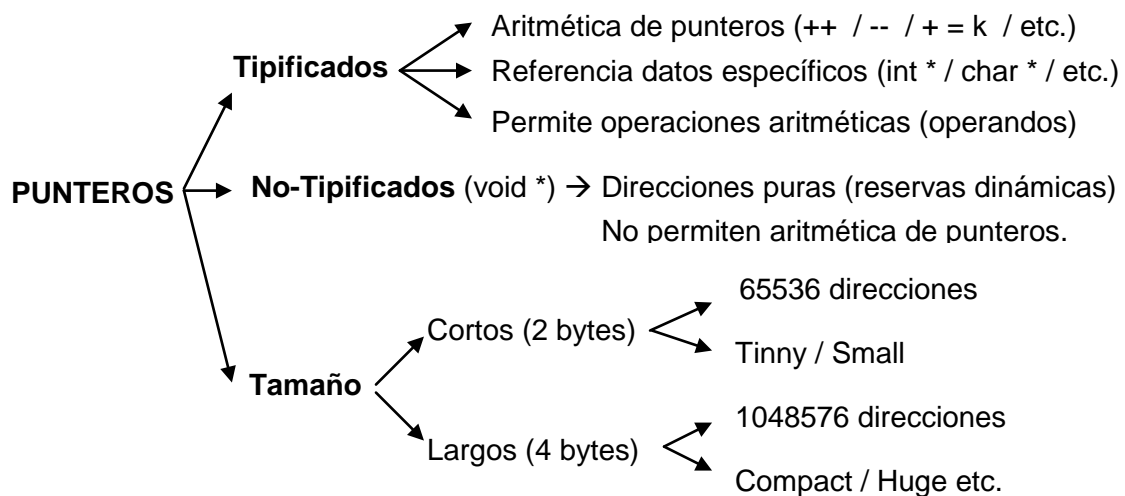 Aritmética de punteros (++ / -- / + = k / etc.)
Tipificados
Referencia datos específicos (int * / char * / etc.)
Permite operaciones aritméticas (operandos)
PUNTEROS
No-Tipificados (void *) → Direcciones puras (reservas dinámicas)
No permiten aritmética de punteros.
65536 direcciones
Cortos (2 bytes)
Tinny / Small
Tamaño
1048576 direcciones
Largos (4 bytes)
Compact / Huge etc.